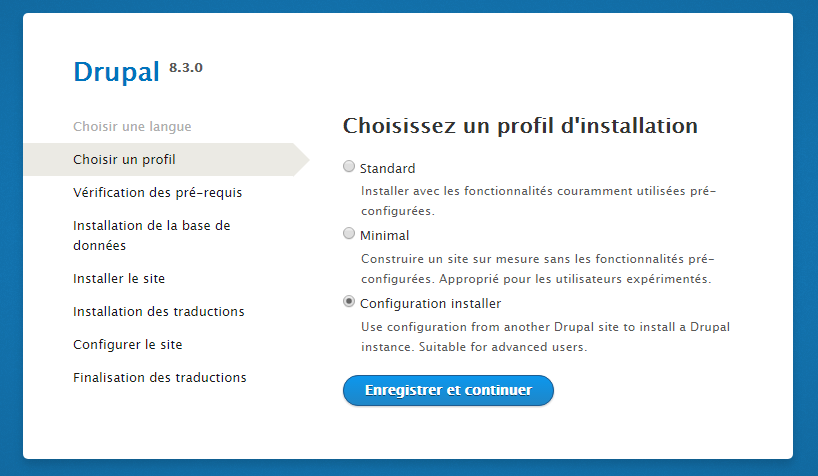 Drupal 8.3.0
Choisir une langue
Choisir un profil
Vérification des pré-requis
Installation de la base de
données
Installer le site
Installation des traductions
Configurer le site
Finalisation des traductions
Choisissez un profil d'installation
Standard
Installer avec les fonctionnalités couramment utilisées pré-
configurées.
Minimal
Construire un site sur mesure sans les fonctionnalités pré-
configurées. Approprié pour les utilisateurs expérimentés.
Configuration installer
Use configuration from another Drupal site to install a Drupal
instance. Suitable for advanced users.
Enregistrer et continuer